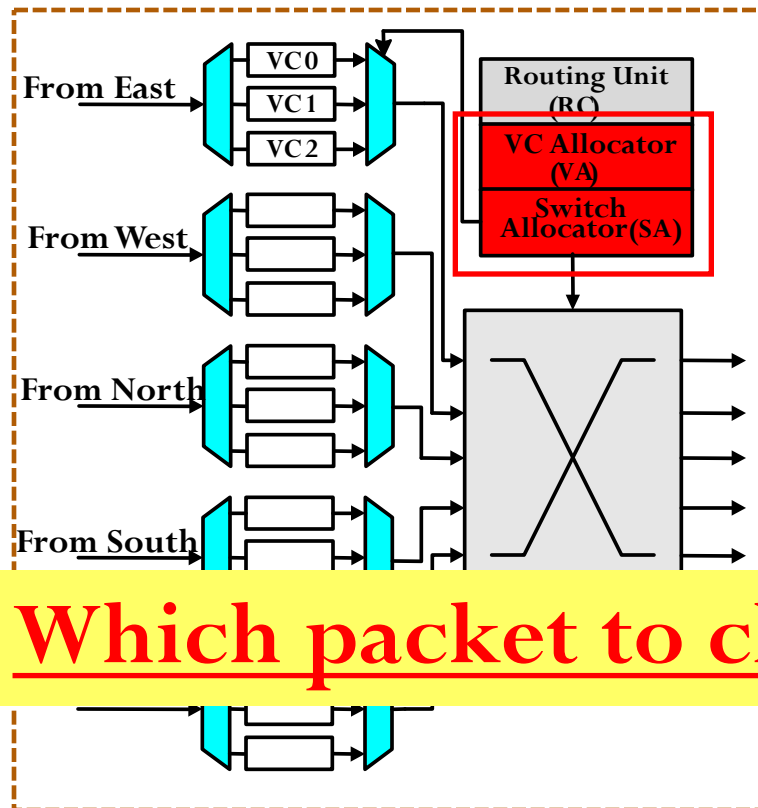 From East
VC0
VC1
VC2
Routing Unit
(RC)
VC Allocator
(VA)
Switch
Allocator(SA)
From West
From North
From South
Which packet to